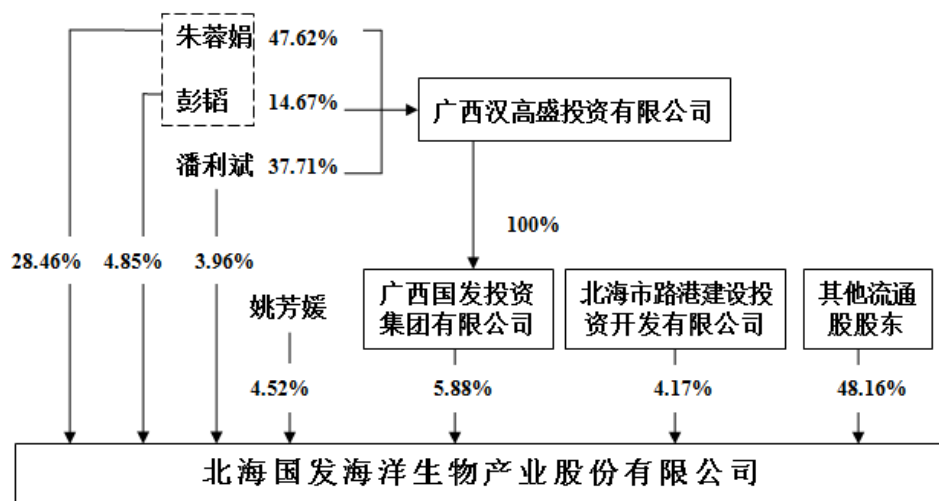 朱蓉娟 47.62%
彭韬 14.67%
广西汉高盛投资有限公司
潘利斌 37.71%
100%
28.46% 4.85% 3.96%
姚芳媛
广西国发投资
集团有限公司
北海市路港建设投
资开发有限公司
其他流通
股股东
4.52% 5.88% 4.17% 48.16%
北海国发海洋生物产业股份有限公司